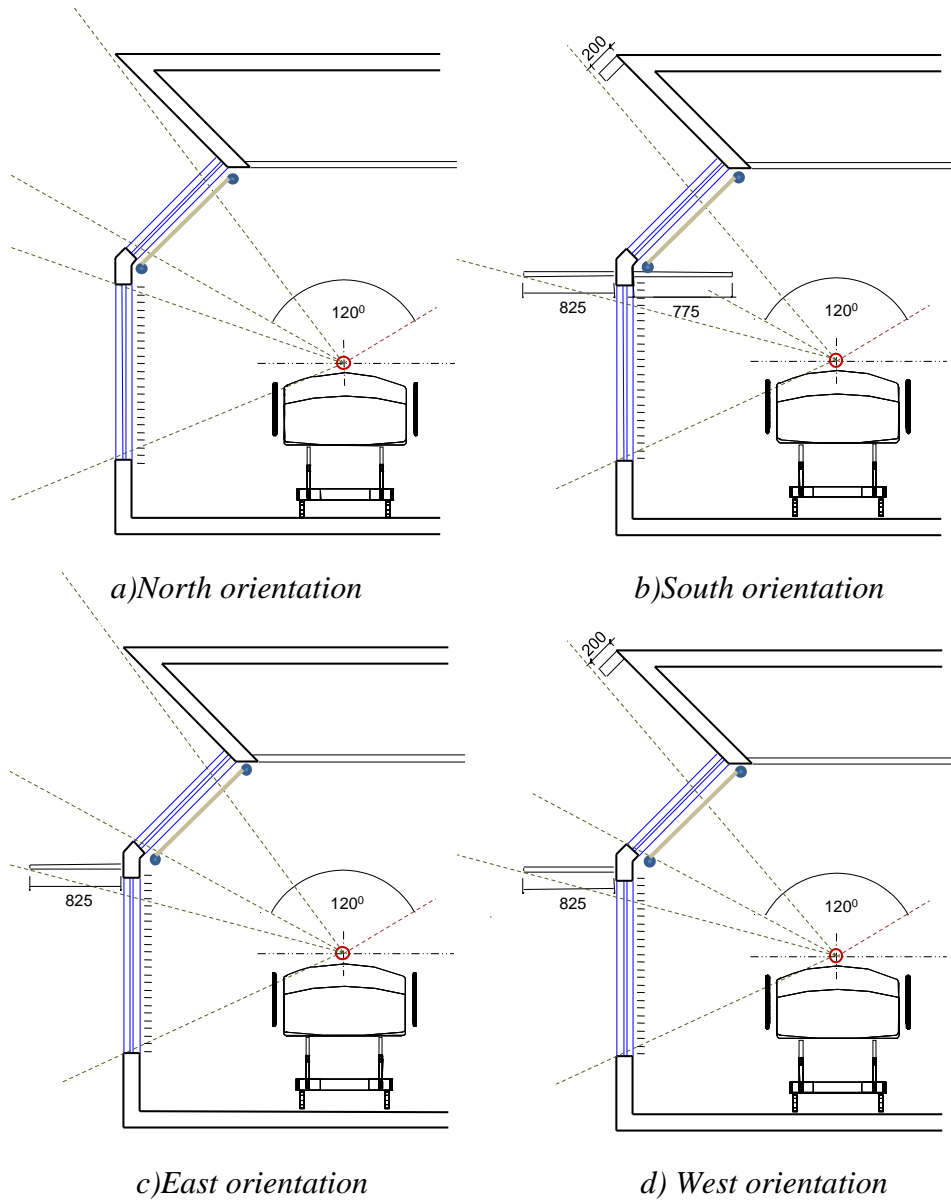 120⁰
a)North orientation
200
825
775
120⁰
b)South orientation
825
120⁰
c)East orientation
200
825
120⁰
d) West orientation